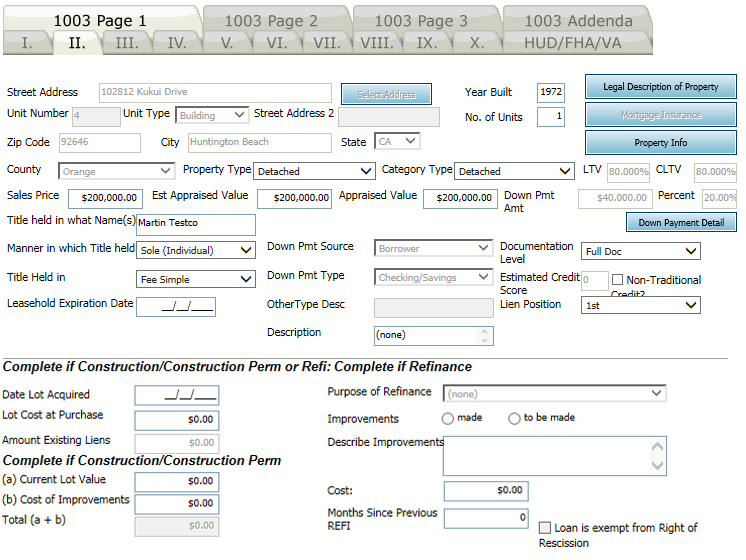 1003 Page 1 1003 Page 2 1003 Page 3 1003 Addenda
I. II. III. IV. V. VI. VII. VIII. IX. X. HUD/FHA/VA
Street Address 102812 Kukui Drive Select Address Year Built 1972 Legal Description of Property
Unit Number 4 Unit Type Building Street Address 2 No. of Units 1 Mortgage Insurance
Zip Code 92646 City Huntington Beach State CA Property Info
County Orange Property Type Detached Category Type Detached LTV 80.000% CLTV 80.000%
Sales Price $200,000.00 Est Appraised Value $200,000.00 Appraised Value $200,000.00 Down Pmt Amt $40,000.00 Percent 20.00%
Title held in what Name(s) Martin Testco Down Payment Detail
Manner in which Title held Sole (Individual) Down Pmt Source Borrower Documentation Level Full Doc
Title Held in Fee Simple Down Pmt Type Checking/Savings Estimated Credit Score 0 Non-Traditional Credit?
Leasehold Expiration Date __/__/____ OtherType Desc Lien Position 1st
Description (none)
Complete if Construction/Construction Perm or Refi: Complete if Refinance
Date Lot Acquired __/__/____ Purpose of Refinance (none)
Lot Cost at Purchase $0.00 Improvements made to be made
Amount Existing Liens $0.00 Describe Improvements
Complete if Construction/Construction Perm
(a) Current Lot Value $0.00 Cost: $0.00
(b) Cost of Improvements $0.00 Months Since Previous REFI 0
Total (a + b) $0.00 Loan is exempt from Right of Rescission